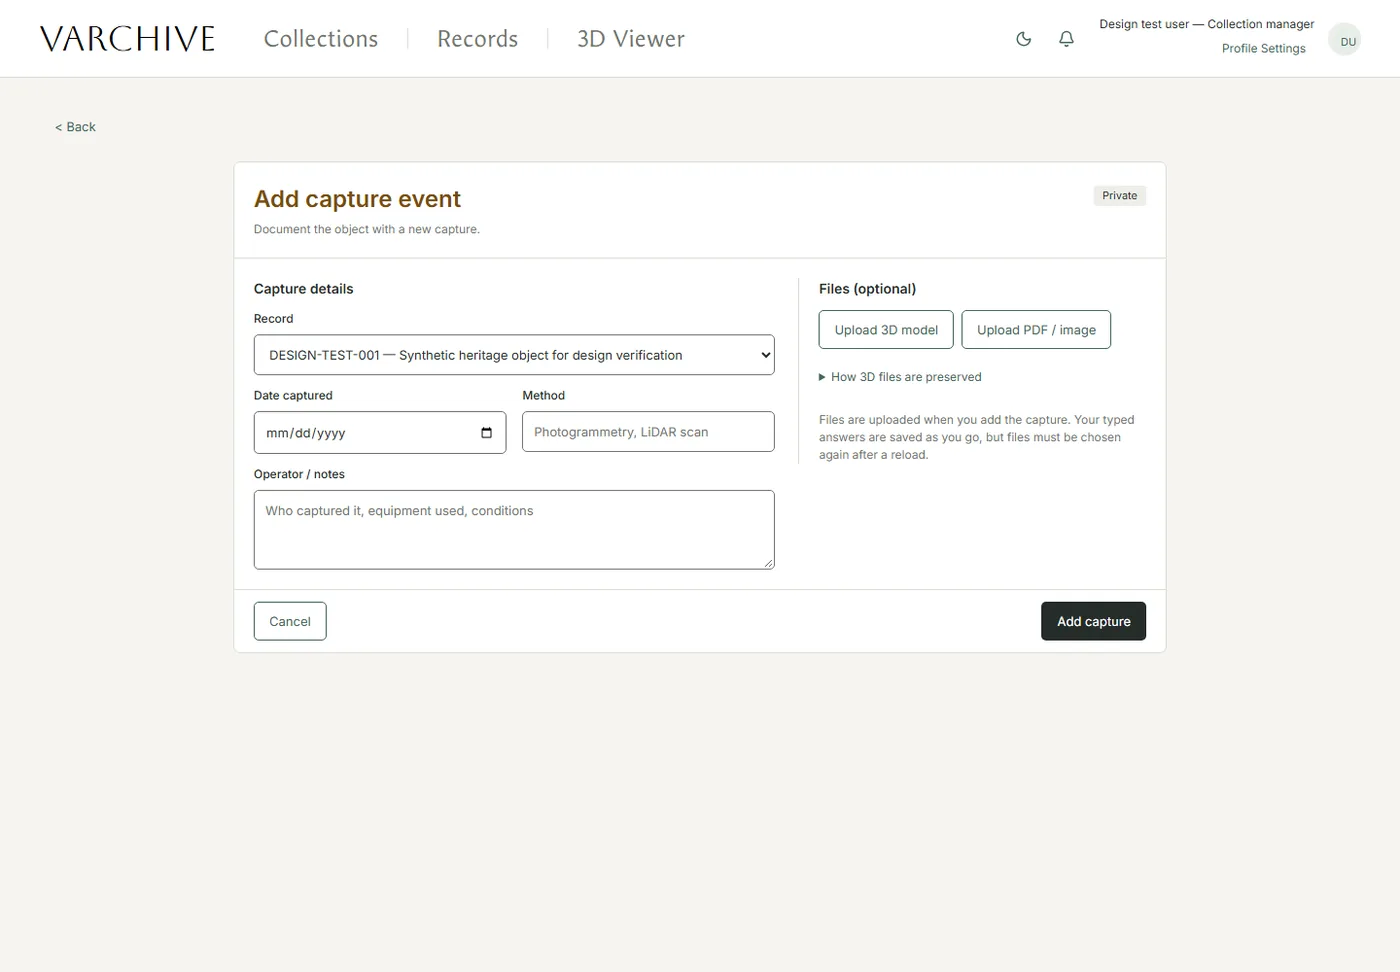 VARCHIVE
Collections
Records
3D Viewer
Design test user — Collection manager
Profile Settings
DU
< Back
Add capture event
Private
Document the object with a new capture.
Capture details
Record
DESIGN-TEST-001 — Synthetic heritage object for design verification
Date captured
Method
mm/dd/yyyy
Photogrammetry, LiDAR scan
Operator / notes
Who captured it, equipment used, conditions
Files (optional)
Upload 3D model
Upload PDF / image
How 3D files are preserved
Files are uploaded when you add the capture. Your typed
answers are saved as you go, but files must be chosen
again after a reload.
Cancel
Add capture